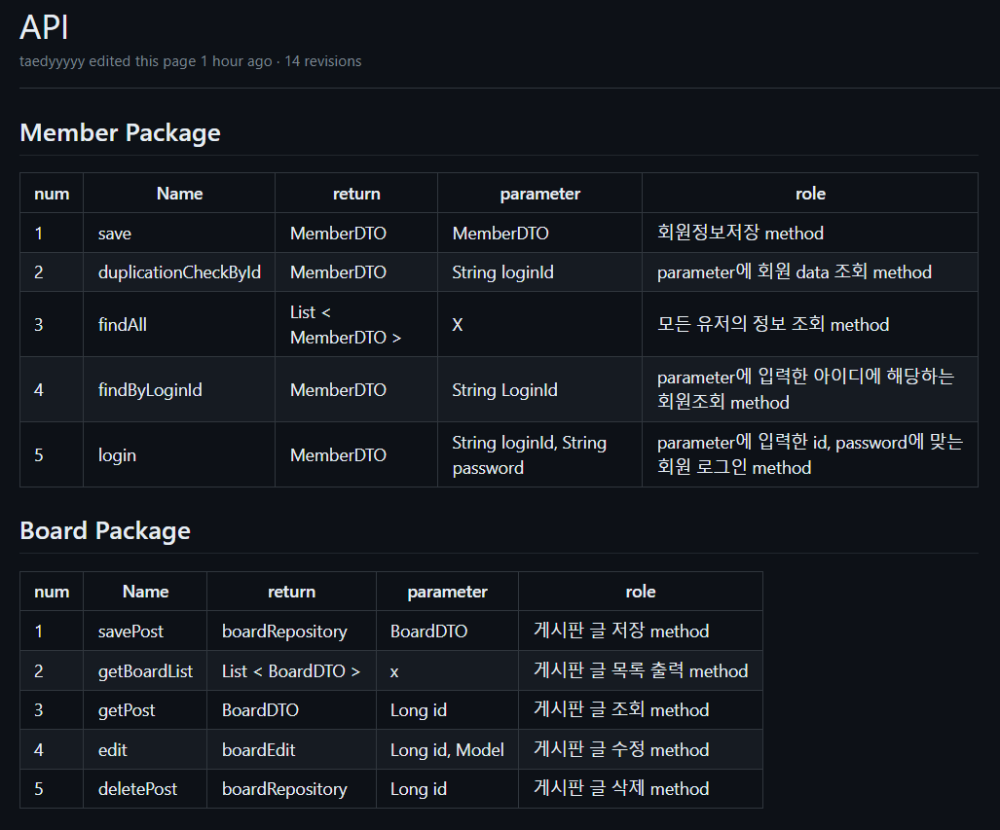 API
taedyyyyy edited this page 1 hour ago · 14 revisions
Member Package
num Name return parameter role
1 save MemberDTO MemberDTO 회원정보저장 method
2 duplicationCheckById MemberDTO String loginId parameter에 회원 data 조회 method
3 findAll List < MemberDTO > X 모든 유저의 정보 조회 method
4 findByLoginId MemberDTO String LoginId parameter에 입력한 아이디에 해당하는 회원조회 method
5 login MemberDTO String loginId, String password parameter에 입력한 id, password에 맞는 회원 로그인 method
Board Package
num Name return parameter role
1 savePost boardRepository BoardDTO 게시판 글 저장 method
2 getBoardList List < BoardDTO > x 게시판 글 목록 출력 method
3 getPost BoardDTO Long id 게시판 글 조회 method
4 edit boardEdit Long id, Model 게시판 글 수정 method
5 deletePost boardRepository Long id 게시판 글 삭제 method